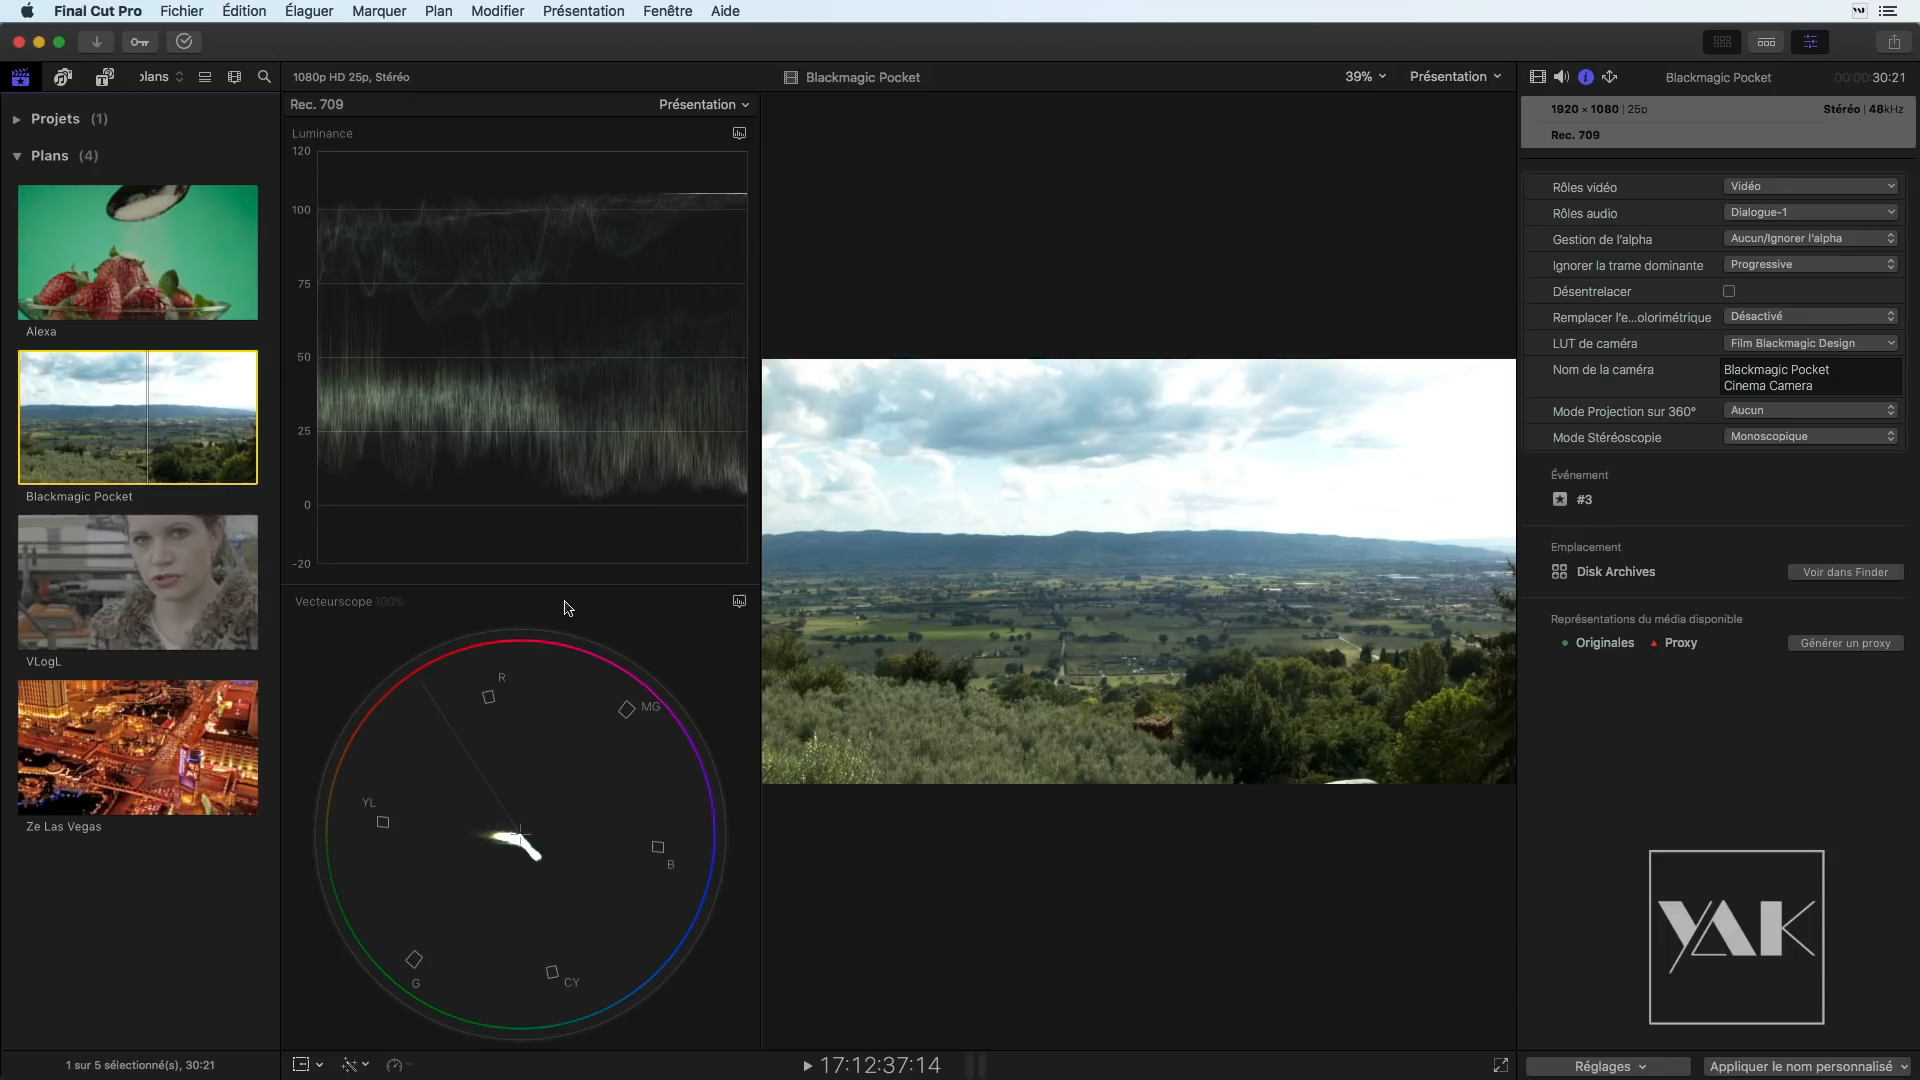 Final Cut Pro Fichier Édition Élaguer Marquer Plan Modifier Présentation Fenêtre Aide
plans
1080p HD 25p, Stéréo
Blackmagic Pocket
39%
Présentation
Blackmagic Pocket
00:00:30:21
Projets (1)
Plans (4)
Alexa
Blackmagic Pocket
VLogL
Ze Las Vegas
1 sur 5 sélectionné(s), 30:21
Rec. 709
Présentation
Luminance
120
100
75
50
25
0
-20
Vecteurscope 100%
R
MG
YL
B
G
CY
17:12:37:14
1920 × 1080 | 25p
Stéréo | 48kHz
Rec. 709
Rôles vidéo Vidéo
Rôles audio Dialogue-1
Gestion de l'alpha Aucun/Ignorer l'alpha
Ignorer la trame dominante Progressive
Désentrelacer
Remplacer l'e...olorimétrique Désactivé
LUT de caméra Film Blackmagic Design
Nom de la caméra Blackmagic Pocket
Cinema Camera
Mode Projection sur 360° Aucun
Mode Stéréoscopie Monoscopique
Événement
#3
Emplacement
Disk Archives Voir dans Finder
Représentations du média disponible
Originales Proxy Générer un proxy
YAK
Réglages Appliquer le nom personnalisé